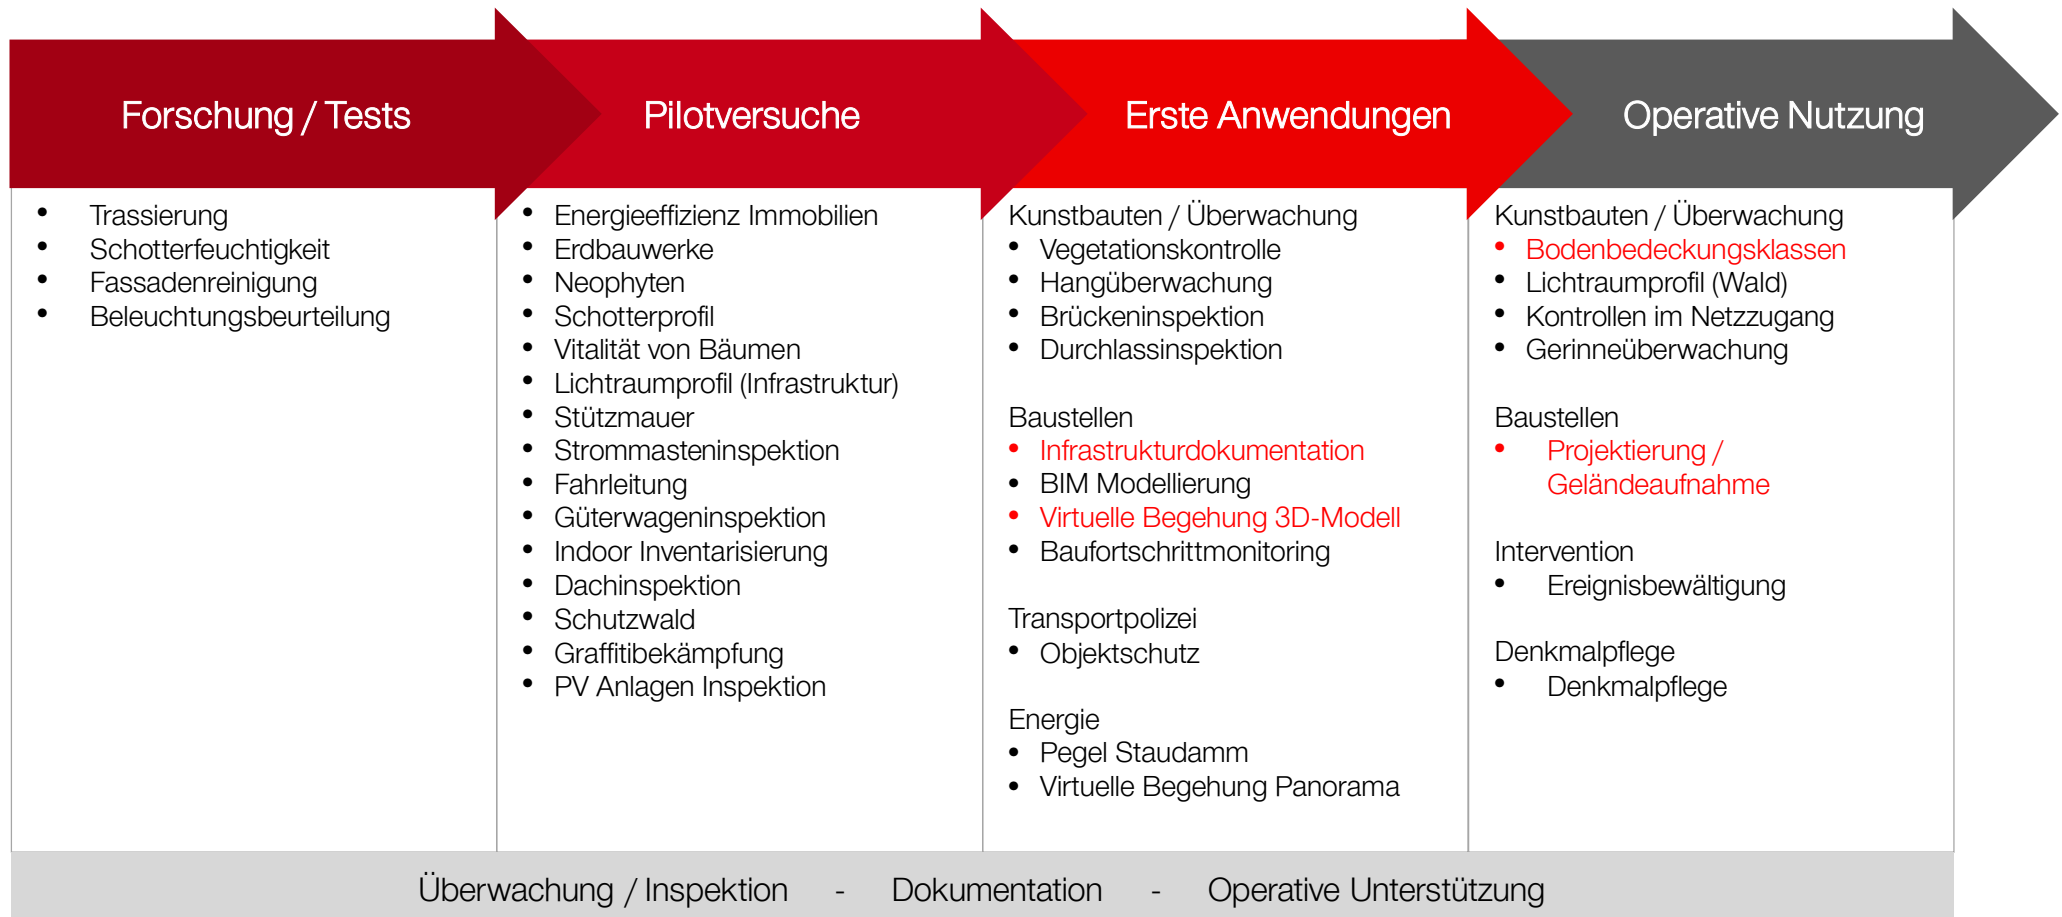 Forschung / Tests
Pilotversuche
Erste Anwendungen
Operative Nutzung
• Trassierung
• Schotterfeuchtigkeit
• Fassadenreinigung
• Beleuchtungsbeurteilung
• Energieeffizienz Immobilien
• Erdbauwerke
• Neophyten
• Schotterprofil
• Vitalität von Bäumen
• Lichtraumprofil (Infrastruktur)
• Stützmauer
• Strommasteninspektion
• Fahrleitung
• Güterwageninspektion
• Indoor Inventarisierung
• Dachinspektion
• Schutzwald
• Graffitibekämpfung
• PV Anlagen Inspektion
Kunstbauten / Überwachung
• Vegetationskontrolle
• Hangüberwachung
• Brückeninspektion
• Durchlassinspektion
Baustellen
• Infrastrukturdokumentation
• BIM Modellierung
• Virtuelle Begehung 3D-Modell
• Baufortschrittmonitoring
Transportpolizei
• Objektschutz
Energie
• Pegel Staudamm
• Virtuelle Begehung Panorama
Kunstbauten / Überwachung
• Bodenbedeckungsklassen
• Lichtraumprofil (Wald)
• Kontrollen im Netzzugang
• Gerinneüberwachung
Baustellen
• Projektierung /
Geländeaufnahme
Intervention
• Ereignisbewältigung
Denkmalpflege
• Denkmalpflege
Überwachung / Inspektion - Dokumentation - Operative Unterstützung